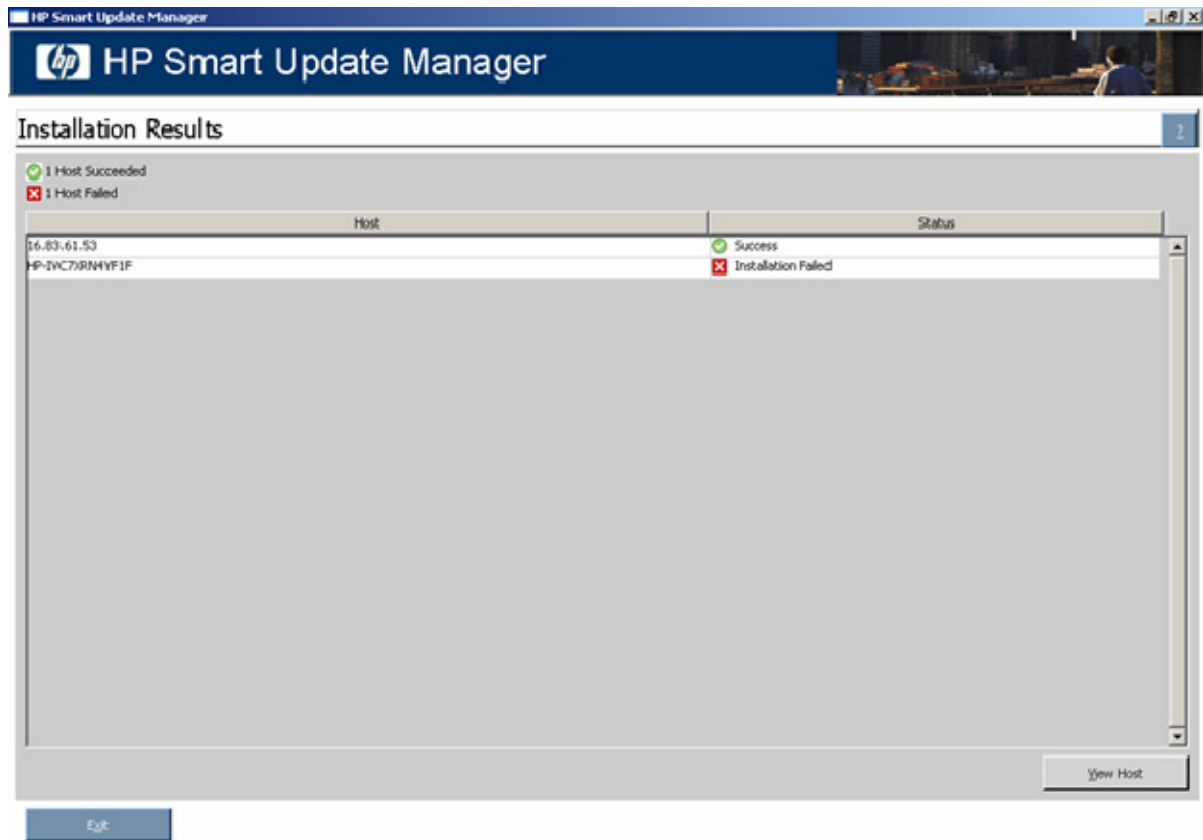 HP Smart Update Manager
hp HP Smart Update Manager
Installation Results
?
1 Host Succeeded
1 Host Failed
Host Status
16.83.61.53 Success
Installation Failed
View Host
Exit